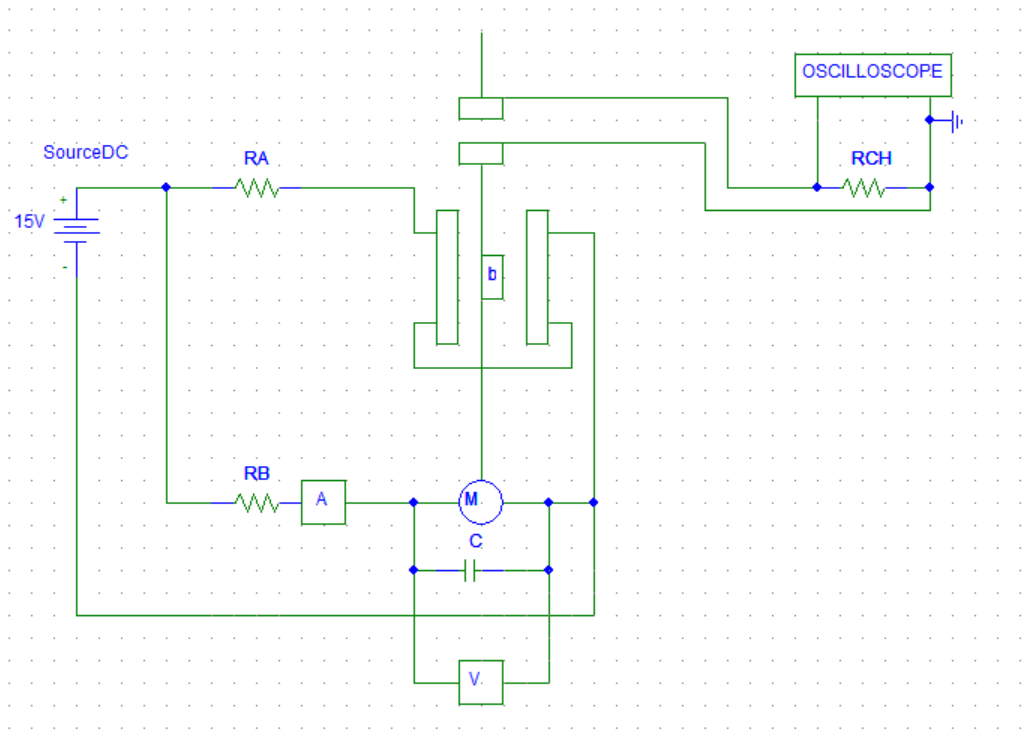 OSCILLOSCOPE
SourceDC
RA
RCH
+
15V
-
b
RB
A
M
C
V